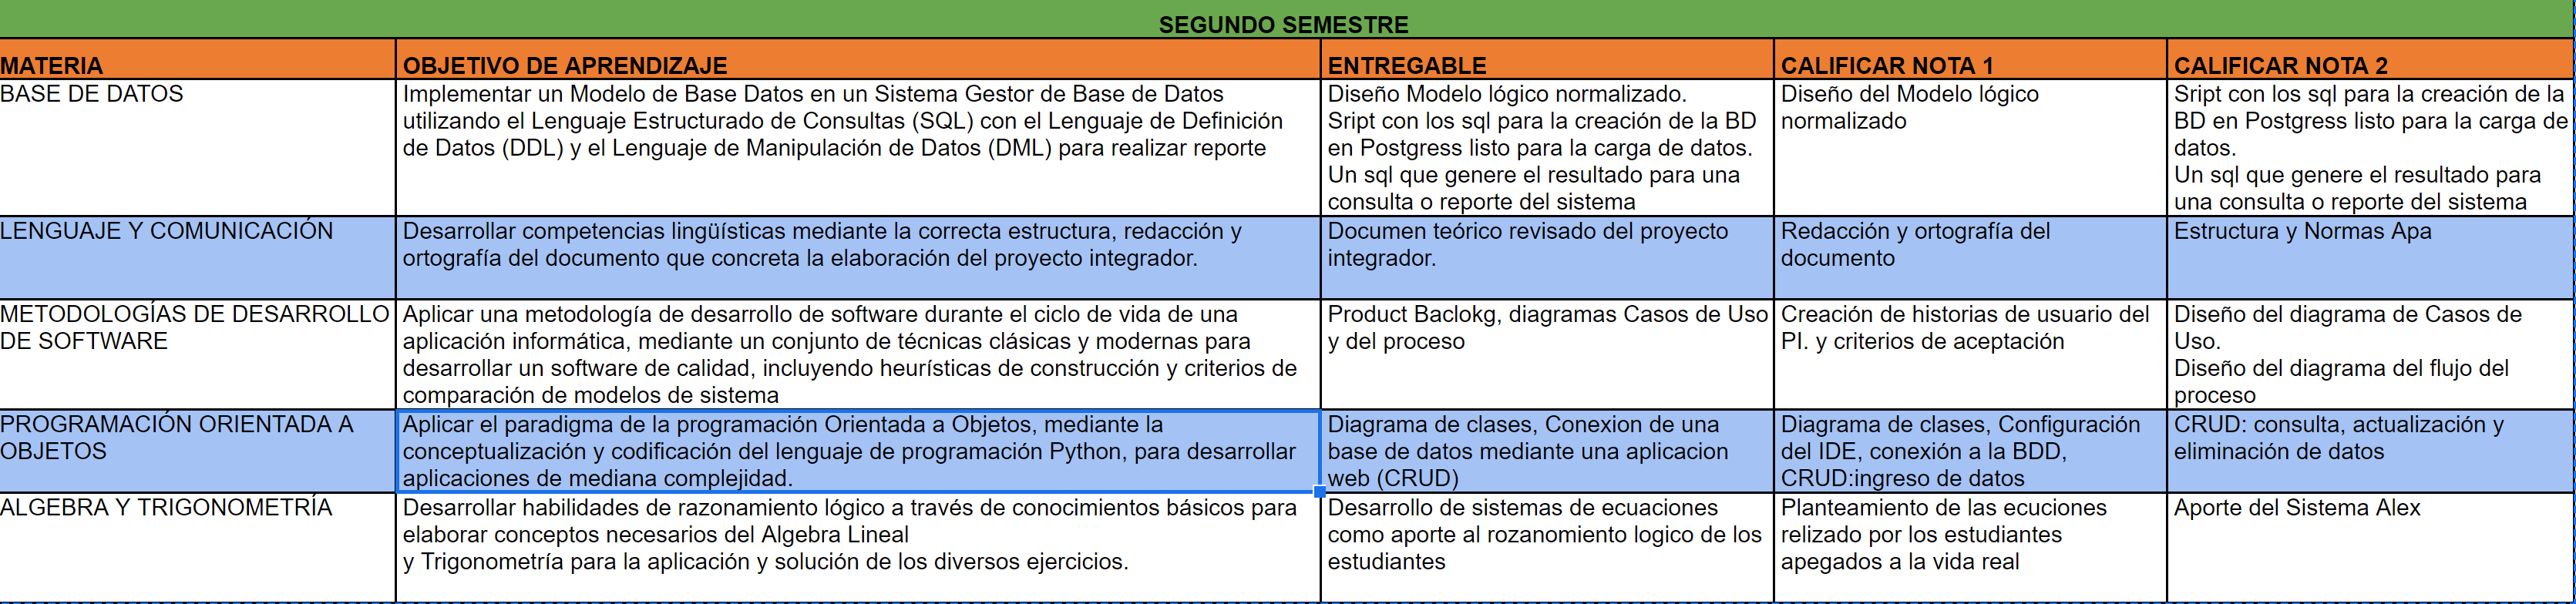 SEGUNDO SEMESTRE
MATERIA
OBJETIVO DE APRENDIZAJE
ENTREGABLE
CALIFICAR NOTA 1
CALIFICAR NOTA 2
BASE DE DATOS
Implementar un Modelo de Base Datos en un Sistema Gestor de Base de Datos
utilizando el Lenguaje Estructurado de Consultas (SQL) con el Lenguaje de Definición
de Datos (DDL) y el Lenguaje de Manipulación de Datos (DML) para realizar reporte
Diseño Modelo lógico normalizado.
Sript con los sql para la creación de la BD
en Postgress listo para la carga de datos.
Un sql que genere el resultado para una
consulta o reporte del sistema
Diseño del Modelo lógico
normalizado
Sript con los sql para la creación de la
BD en Postgress listo para la carga de
datos.
Un sql que genere el resultado para
una consulta o reporte del sistema
LENGUAJE Y COMUNICACIÓN
Desarrollar competencias lingüísticas mediante la correcta estructura, redacción y
ortografía del documento que concreta la elaboración del proyecto integrador.
Documen teórico revisado del proyecto
integrador.
Redacción y ortografía del
documento
Estructura y Normas Apa
METODOLOGÍAS DE DESARROLLO
DE SOFTWARE
Aplicar una metodología de desarrollo de software durante el ciclo de vida de una
aplicación informática, mediante un conjunto de técnicas clásicas y modernas para
desarrollar un software de calidad, incluyendo heurísticas de construcción y criterios de
comparación de modelos de sistema
Product Baclokg, diagramas Casos de Uso
y del proceso
Creación de historias de usuario del
PI. y criterios de aceptación
Diseño del diagrama de Casos de
Uso.
Diseño del diagrama del flujo del
proceso
PROGRAMACIÓN ORIENTADA A
OBJETOS
Aplicar el paradigma de la programación Orientada a Objetos, mediante la
conceptualización y codificación del lenguaje de programación Python, para desarrollar
aplicaciones de mediana complejidad.
Diagrama de clases, Conexion de una
base de datos mediante una aplicacion
web (CRUD)
Diagrama de clases, Configuración
del IDE, conexión a la BDD,
CRUD:ingreso de datos
CRUD: consulta, actualización y
eliminación de datos
ALGEBRA Y TRIGONOMETRÍA
Desarrollar habilidades de razonamiento lógico a través de conocimientos básicos para
elaborar conceptos necesarios del Algebra Lineal
y Trigonometría para la aplicación y solución de los diversos ejercicios.
Desarrollo de sistemas de ecuaciones
como aporte al rozanomiento logico de los
estudiantes
Planteamiento de las ecuciones
relizado por los estudiantes
apegados a la vida real
Aporte del Sistema Alex